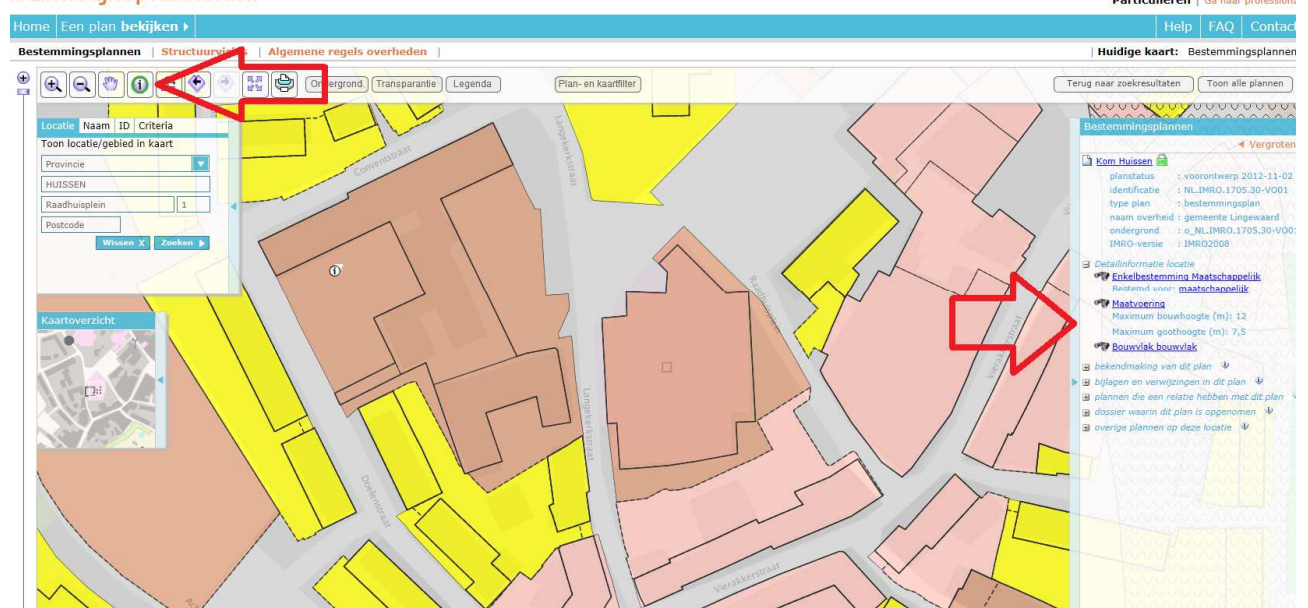 Particulieren | Ga naar professional
Home Een plan bekijken Help FAQ Contact
Bestemmingsplannen | Structuurvisies | Algemene regels overheden | | Huidige kaart: Bestemmingsplannen
Ondergrond Transparantie Legenda Plan- en kaartfilter Terug naar zoekresultaten Toon alle plannen
Locatie Naam ID Criteria
Toon locatie/gebied in kaart
Provincie
HUISSEN
Raadhuisplein 1
Postcode
Wissen X Zoeken
Kaartoverzicht
Conventstraat
Langekerkstraat
Raadhuisplein
Vierakkerstraat
Langekerkstraat
Doelenstraat
Vierakkerstraat
Bestemmingsplannen
Vergroten
Kom Huissen
planstatus : voorontwerp 2012-11-02
identificatie : NL.IMRO.1705.30-VO01
type plan : bestemmingsplan
naam overheid : gemeente Lingewaard
ondergrond : o_NL.IMRO.1705.30-VO01
IMRO-versie : IMRO2008
Detailinformatie locatie
Enkelbestemming Maatschappelijk
Bestemd voor: maatschappelijk
Maatvoering
Maximum bouwhoogte (m): 12
Maximum goothoogte (m): 7,5
Bouwvlak bouwvlak
bekendmaking van dit plan
bijlagen en verwijzingen in dit plan
plannen die een relatie hebben met dit plan
dossier waarin dit plan is opgenomen
overige plannen op deze locatie